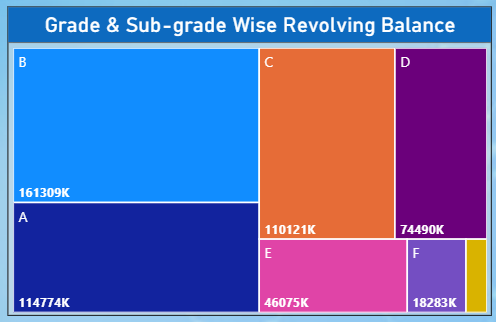 Grade & Sub-grade Wise Revolving Balance
B
161309K
A
114774K
C
110121K
D
74490K
E
46075K
F
18283K